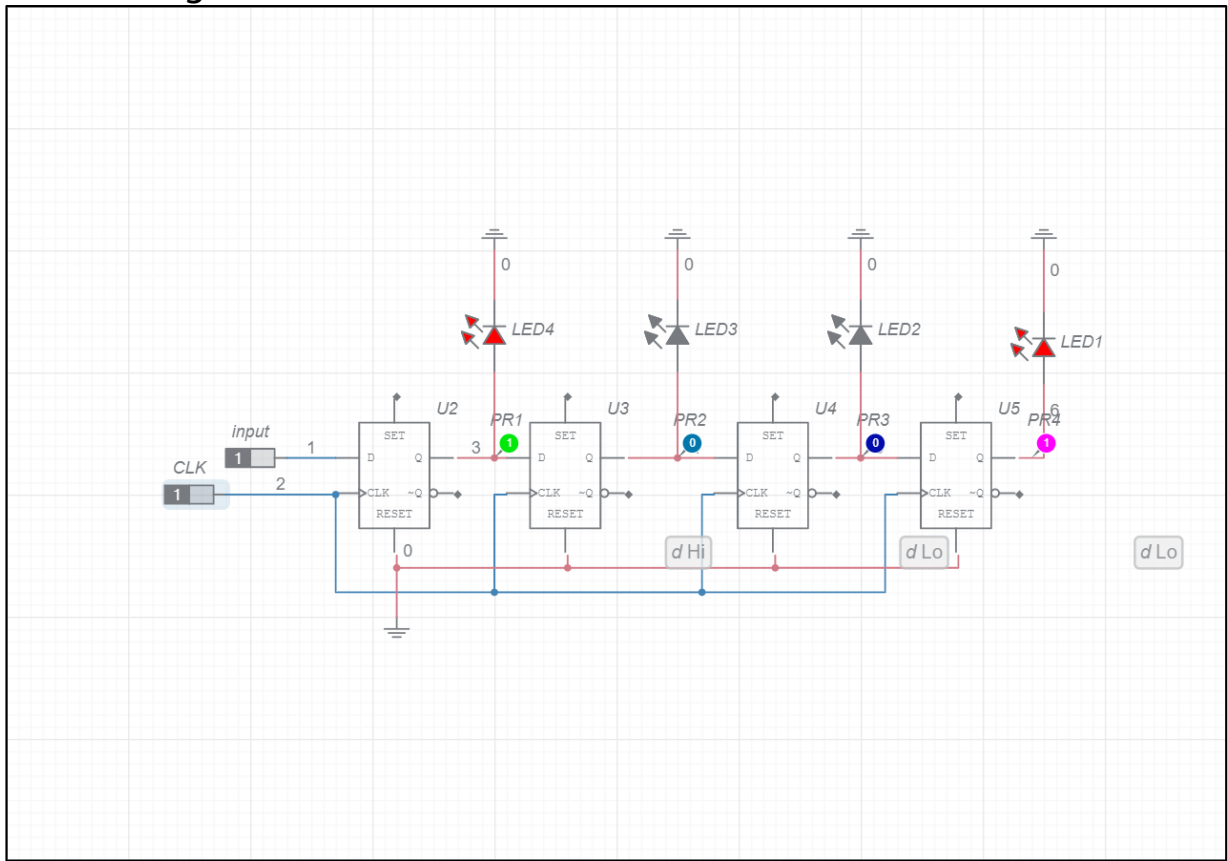 0 0 0 0
LED4 LED3 LED2 LED1
U2 U3 U4 U5 6
PR1 PR2 PR3 PR4
SET SET SET SET
input
1 1 3 1 0 0 1
D Q D Q D Q D Q
CLK
1 2
CLK ~Q CLK ~Q CLK ~Q CLK ~Q
RESET RESET RESET RESET
0 d Hi d Lo d Lo